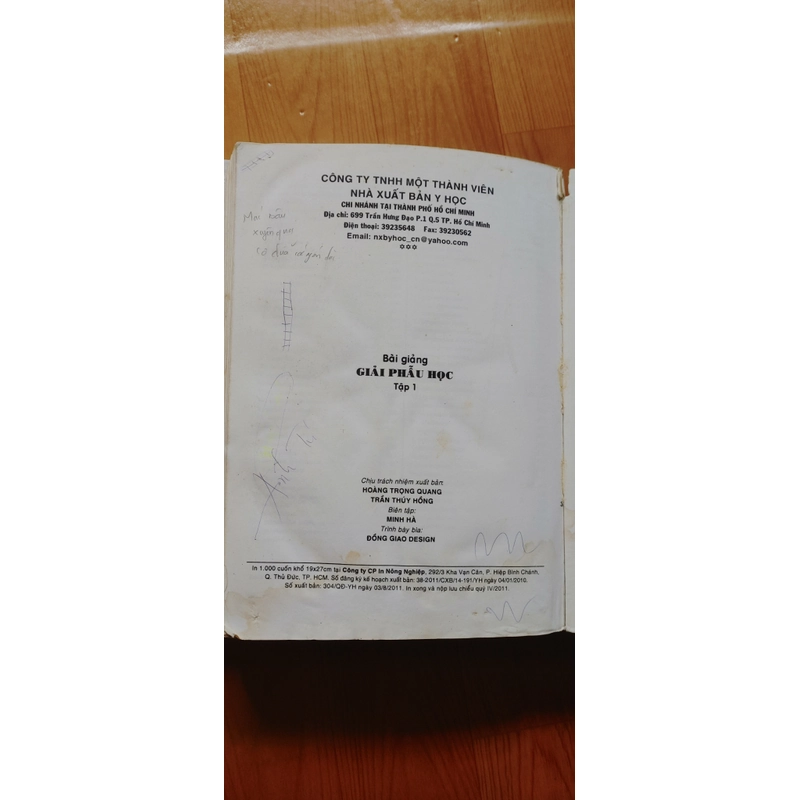 CÔNG TY TNHH MỘT THÀNH VIÊN
NHÀ XUẤT BẢN Y HỌC
CHI NHÁNH TẠI THÀNH PHỐ HỒ CHÍ MINH
Địa chỉ: 699 Trần Hưng Đạo P.1 Q.5 TP. Hồ Chí Minh
Điện thoại: 39235648 Fax: 39230562
Email: nxbyhoc_cn@yahoo.com
Bài giảng
GIẢI PHẪU HỌC
Tập 1
Chịu trách nhiệm xuất bản:
HOÀNG TRỌNG QUANG
TRẦN THÚY HỒNG
Biên tập:
MINH HÀ
Trình bày bìa:
ĐỒNG GIAO DESIGN
In 1.000 cuốn khổ 19x27cm tại Công ty CP In Nông Nghiệp, 292/3 Kha Vạn Cân, P. Hiệp Bình Chánh,
Q. Thủ Đức, TP. HCM. Số đăng ký kế hoạch xuất bản: 38-2011/CXB/14-191/YH ngày 04/01/2010.
Số xuất bản: 304/QĐ-YH ngày 03/8/2011. In xong và nộp lưu chiểu quý IV/2011.